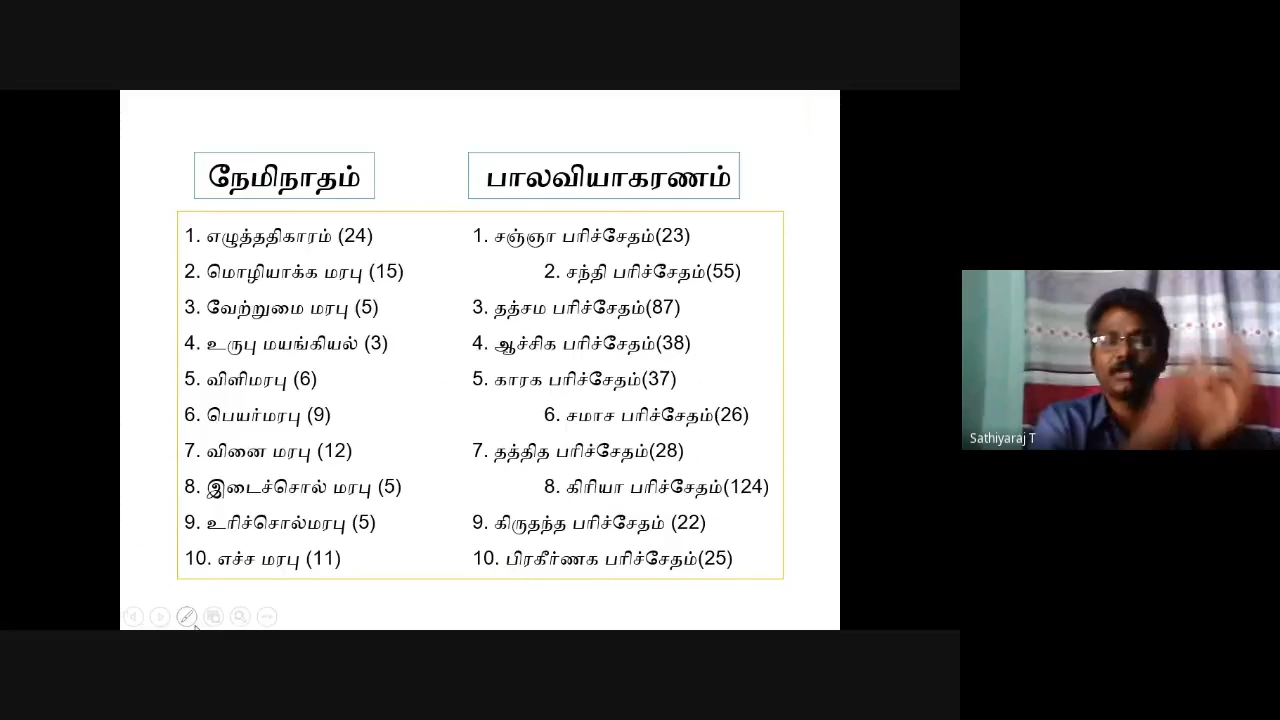 நேமிநாதம்
பாலவியாகரணம்
1. எழுத்ததிகாரம் (24)
2. மொழியாக்க மரபு (15)
3. வேற்றுமை மரபு (5)
4. உருபு மயங்கியல் (3)
5. விளிமரபு (6)
6. பெயர்மரபு (9)
7. வினை மரபு (12)
8. இடைச்சொல் மரபு (5)
9. உரிச்சொல்மரபு (5)
10. எச்ச மரபு (11)
1. சஞ்ஞா பரிச்சேதம்(23)
2. சந்தி பரிச்சேதம்(55)
3. தத்சம பரிச்சேதம்(87)
4. ஆச்சிக பரிச்சேதம்(38)
5. காரக பரிச்சேதம்(37)
6. சமாச பரிச்சேதம்(26)
7. தத்தித பரிச்சேதம்(28)
8. கிரியா பரிச்சேதம்(124)
9. கிருதந்த பரிச்சேதம் (22)
10. பிரகீர்ணக பரிச்சேதம்(25)
Sathiyaraj T